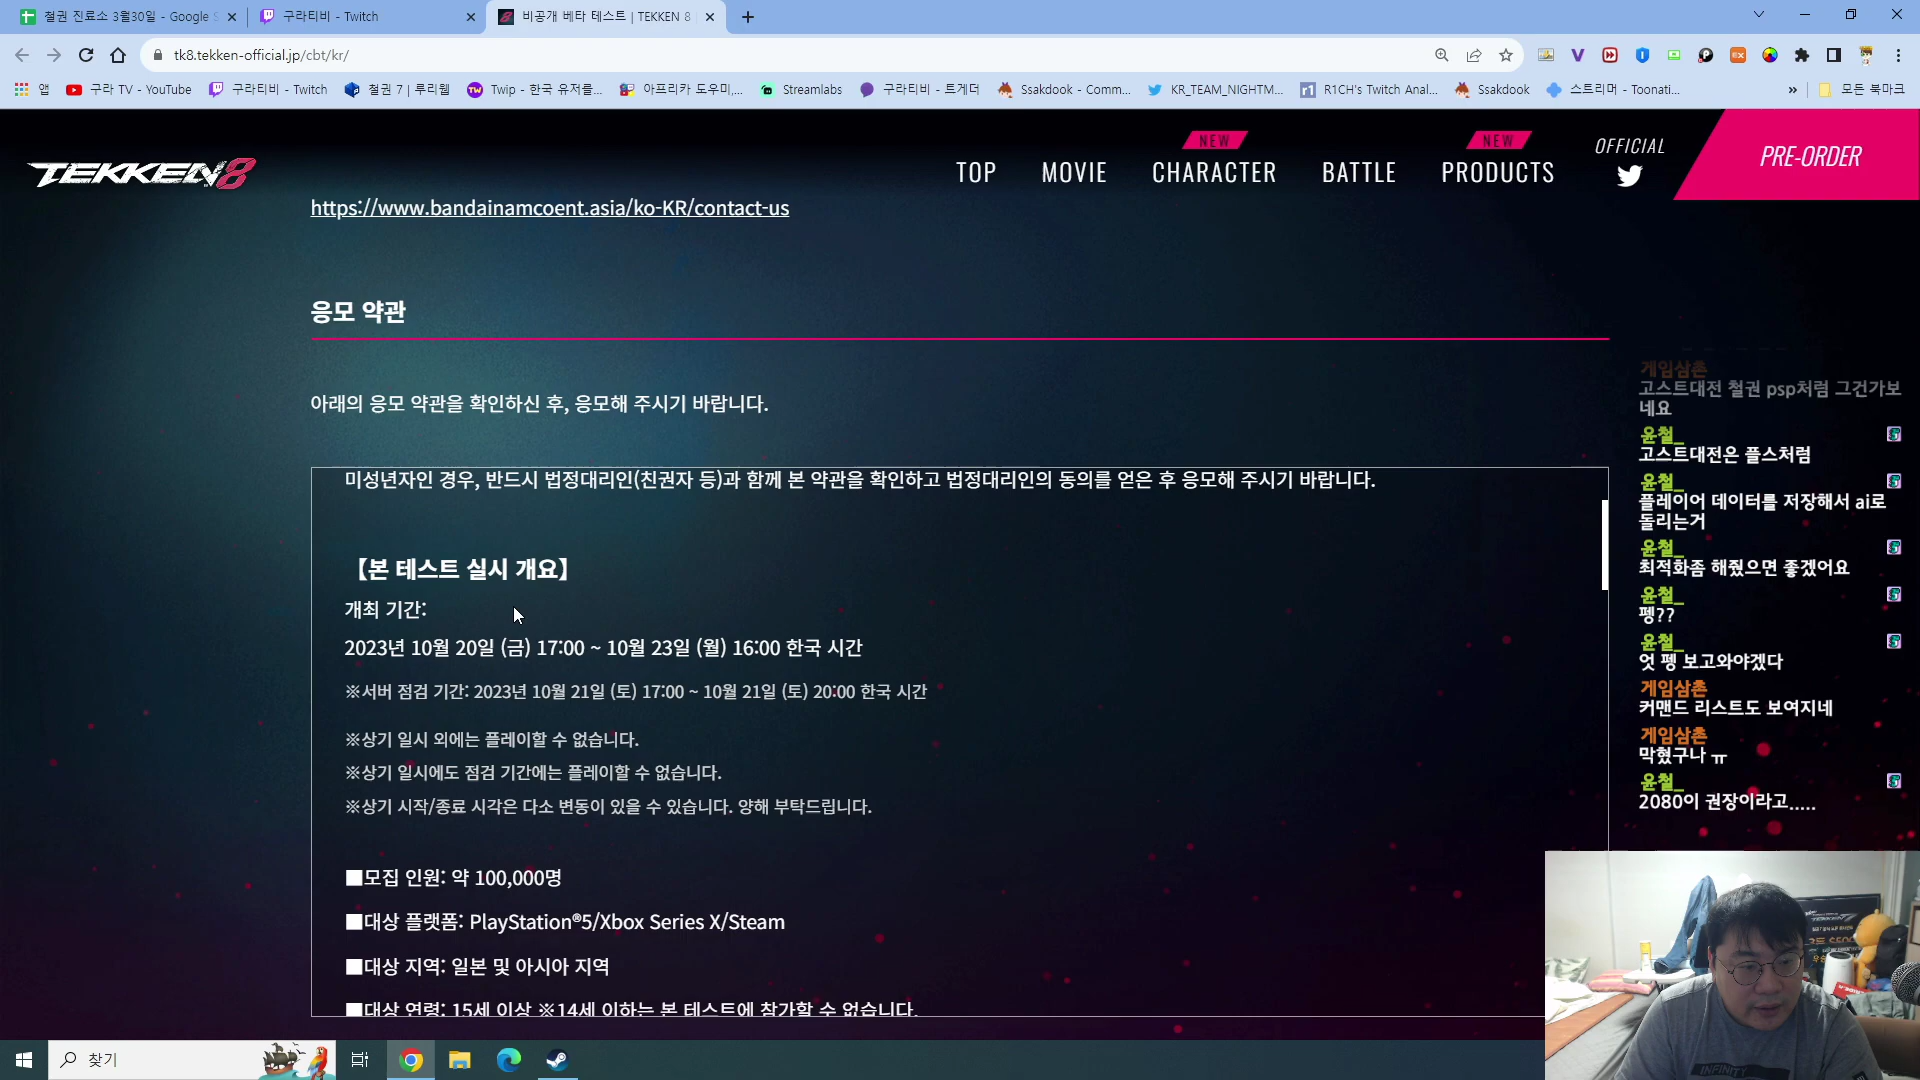 철권 진료소 3월30일 - Google S
구라티비 - Twitch
비공개 베타 테스트 | TEKKEN 8
tk8.tekken-official.jp/cbt/kr/
앱
구라 TV - YouTube
구라티비 - Twitch
철권 7 | 루리웹
Twip - 한국 유저를...
아프리카 도우미,...
Streamlabs
구라티비 - 트게더
Ssakdook - Comm...
KR_TEAM_NIGHTM...
R1CH's Twitch Anal...
Ssakdook
스트리머 - Toonati...
»
모든 북마크
TEKKEN 8
TOP
MOVIE
NEW
CHARACTER
BATTLE
NEW
PRODUCTS
OFFICIAL
PRE-ORDER
https://www.bandainamcoent.asia/ko-KR/contact-us
응모 약관
아래의 응모 약관을 확인하신 후, 응모해 주시기 바랍니다.
미성년자인 경우, 반드시 법정대리인(친권자 등)과 함께 본 약관을 확인하고 법정대리인의 동의를 얻은 후 응모해 주시기 바랍니다.
【본 테스트 실시 개요】
개최 기간:
2023년 10월 20일 (금) 17:00 ~ 10월 23일 (월) 16:00 한국 시간
※서버 점검 기간: 2023년 10월 21일 (토) 17:00 ~ 10월 21일 (토) 20:00 한국 시간
※상기 일시 외에는 플레이할 수 없습니다.
※상기 일시에도 점검 기간에는 플레이할 수 없습니다.
※상기 시작/종료 시각은 다소 변동이 있을 수 있습니다. 양해 부탁드립니다.
■모집 인원: 약 100,000명
■대상 플랫폼: PlayStation®5/Xbox Series X/Steam
■대상 지역: 일본 및 아시아 지역
■대상 연령: 15세 이상 ※14세 이하는 본 테스트에 참가할 수 없습니다.
게임삼촌
고스트대전 철권 psp처럼 그건가보
네요
윤철_
고스트대전은 플스처럼
윤철_
플레이어 데이터를 저장해서 ai로
돌리는거
윤철_
최적화좀 해줬으면 좋겠어요
윤철_
펭??
윤철_
엇 펭 보고와야겠다
게임삼촌
커맨드 리스트도 보여지네
게임삼촌
막혔구나 ㅠ
윤철_
2080이 권장이라고.....
INFINITY
찾기